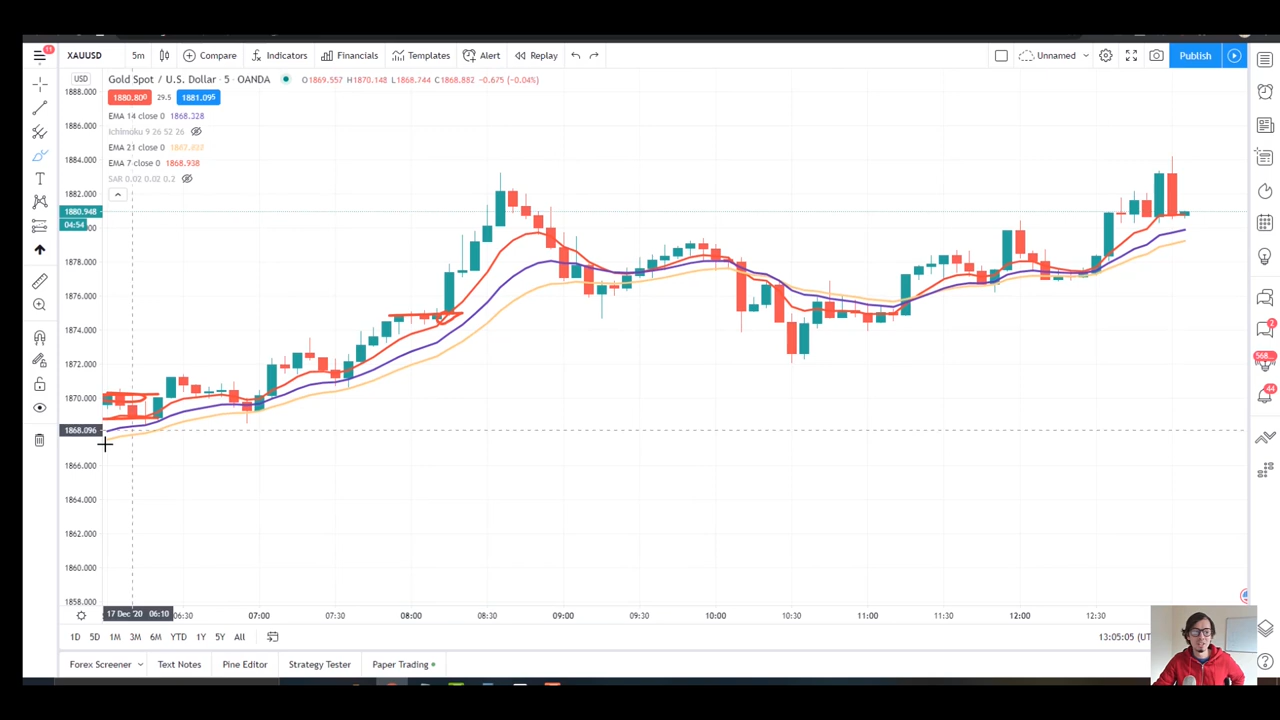 11
XAUUSD 5m Compare Indicators Financials Templates Alert Replay Unnamed Publish
USD
Gold Spot / U.S. Dollar · 5 · OANDA O1869.557 H1870.148 L1868.744 C1868.882 −0.675 (−0.04%)
1888.000
1880.800 29.5 1881.095
EMA 14 close 0 1868.328
1886.000
Ichimoku 9 26 52 26
EMA 21 close 0
1884.000
EMA 7 close 0 1868.938
SAR 0.02 0.02 0.2
1882.000
1880.948
04:54
1878.000
1876.000
1874.000
1872.000
1870.000
1868.096
1866.000
1864.000
1862.000
1860.000
1858.000
2
568...
44
17 Dec '20 06:10 06:30 07:00 07:30 08:00 08:30 09:00 09:30 10:00 10:30 11:00 11:30 12:00 12:30
1D 5D 1M 3M 6M YTD 1Y 5Y All 13:05:05 (UT
Forex Screener Text Notes Pine Editor Strategy Tester Paper Trading